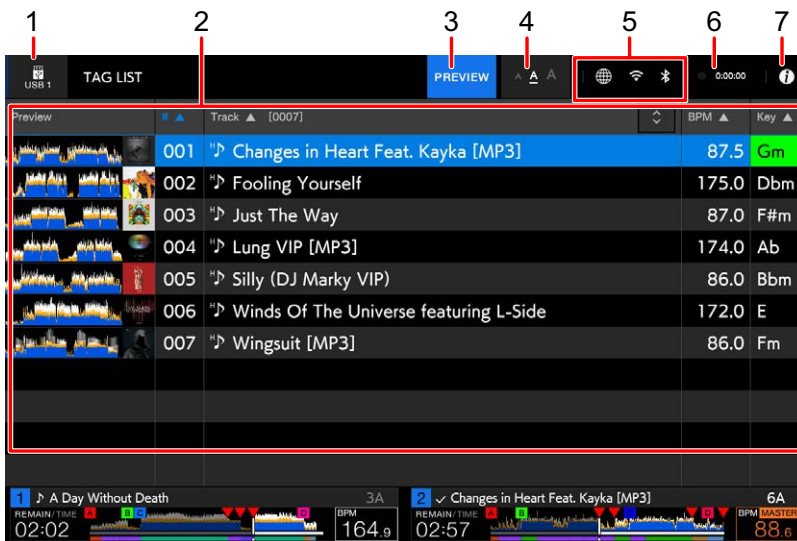 1 2 3 4 5 6 7
USB 1 TAG LIST PREVIEW A A A 0:00:00 i
Preview # ▲ Track ▲ [0007] BPM ▲ Key ▲
001 Changes in Heart Feat. Kayka [MP3] 87.5 Gm
002 Fooling Yourself 175.0 Dbm
003 Just The Way 87.0 F#m
004 Lung VIP [MP3] 174.0 Ab
005 Silly (DJ Marky VIP) 86.0 Bbm
006 Winds Of The Universe featuring L-Side 172.0 E
007 Wingsuit [MP3] 86.0 Fm
1 ♪ A Day Without Death 3A 2 ✓ Changes in Heart Feat. Kayka [MP3] 6A
REMAIN/TIME A B C D BPM REMAIN/TIME A B D BPM MASTER
02:02 164.9 02:57 88.6